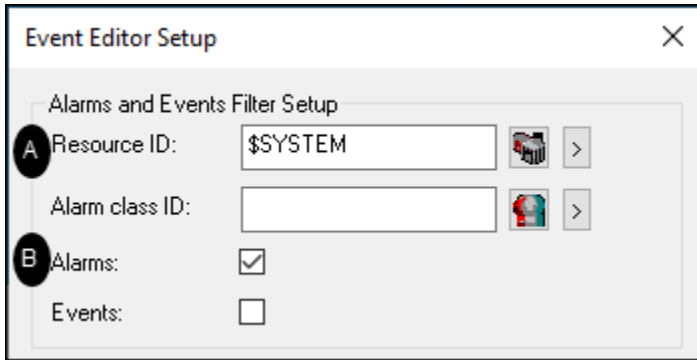 Event Editor Setup
Alarms and Events Filter Setup
A Resource ID: $SYSTEM >
Alarm class ID: >
B Alarms:
Events: